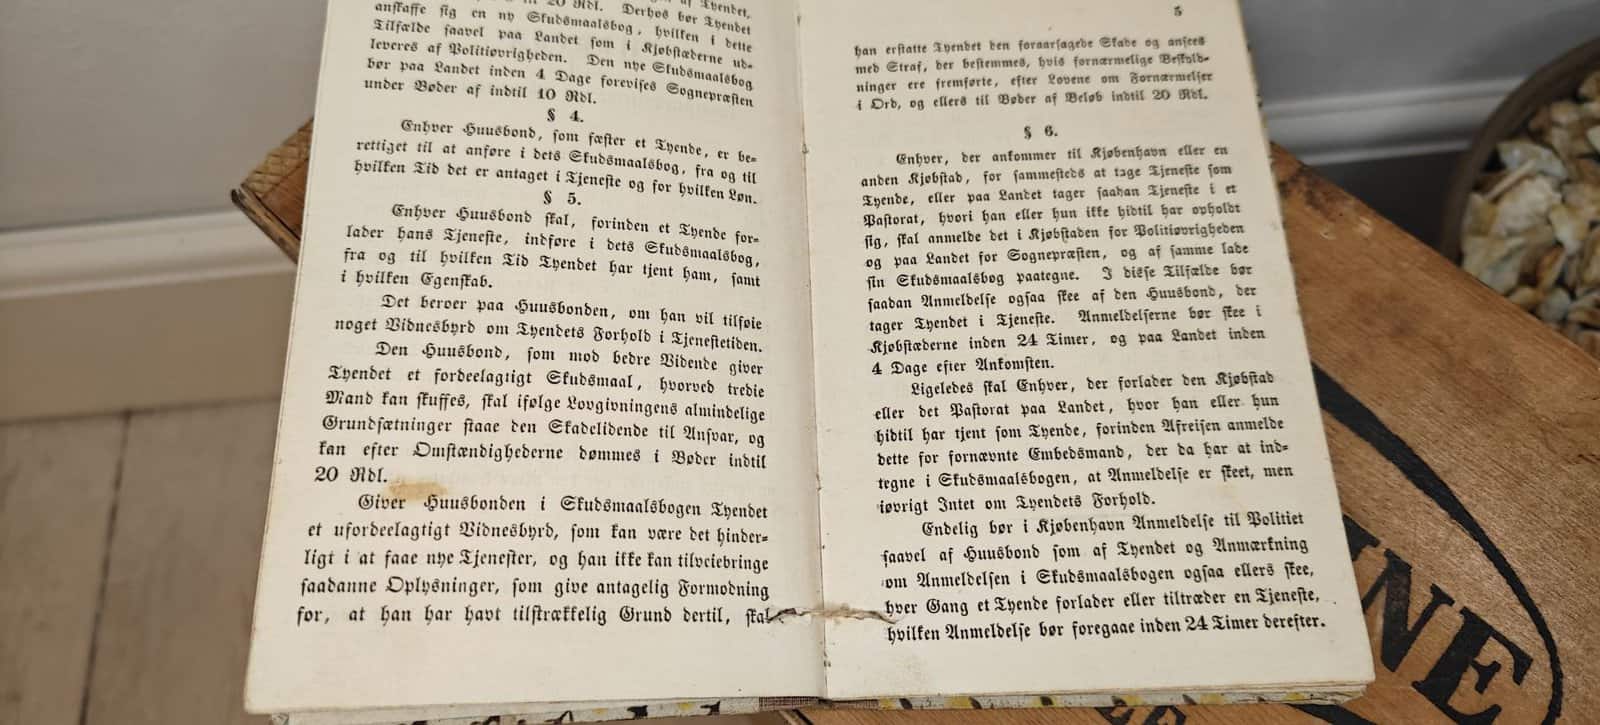 20 Rdl. Derhos bør Tyendet
anskaffe sig en ny Skudsmaalsbog, hvilken i dette
Tilfælde saavel paa Landet som i Kjøbstæderne ud-
leveres af Politiøvrigheden. Den nye Skudsmaalsbog
bør paa Landet inden 4 Dage forevises Sognepræsten
under Bøder af indtil 10 Rdl.
§ 4.
Enhver Huusbond, som fæster et Tyende, er be-
rettiget til at anføre i dets Skudsmaalsbog, fra og til
hvilken Tid det er antaget i Tjeneste og for hvilken Løn.
§ 5.
Enhver Huusbond skal, forinden et Tyende for-
lader hans Tjeneste, indføre i dets Skudsmaalsbog,
fra og til hvilken Tid Tyendet har tjent ham, samt
i hvilken Egenskab.
Det beroer paa Huusbonden, om han vil tilføie
noget Vidnesbyrd om Tyendets Forhold i Tjenestetiden.
Den Huusbond, som mod bedre Vidende giver
Tyendet et fordeelagtigt Skudsmaal, hvorved tredie
Mand kan skuffes, skal ifølge Lovgivningens almindelige
Grundsætninger staae den Skadelidende til Ansvar, og
kan efter Omstændighederne dømmes i Bøder indtil
20 Rdl.
Giver Huusbonden i Skudsmaalsbogen Tyendet
et ufordeelagtigt Vidnesbyrd, som kan være det hinder-
ligt i at faae nye Tjenester, og han ikke kan tilveiebringe
saadanne Oplysninger, som give antagelig Formodning
for, at han har havt tilstrækkelig Grund dertil, skal
5
han erstatte Tyendet den foraarsagede Skade og ansees
med Straf, der bestemmes, hvis fornærmelige Beskyld-
ninger ere fremførte, efter Lovene om Fornærmelser
i Ord, og ellers til Bøder af Beløb indtil 20 Rdl.
§ 6.
Enhver, der ankommer til Kjøbenhavn eller en
anden Kjøbstad, for sammesteds at tage Tjeneste som
Tyende, eller paa Landet tager saadan Tjeneste i et
Pastorat, hvori han eller hun ikke hidtil har opholdt
sig, skal anmelde det i Kjøbstaden for Politiøvrigheden
og paa Landet for Sognepræsten, og af samme lade
sin Skudsmaalsbog paategne. I disse Tilfælde bør
saadan Anmeldelse ogsaa skee af den Huusbond, der
tager Tyendet i Tjeneste. Anmeldelserne bør skee i
Kjøbstæderne inden 24 Timer, og paa Landet inden
4 Dage efter Ankomsten.
Ligeledes skal Enhver, der forlader den Kjøbstad
eller det Pastorat paa Landet, hvor han eller hun
hidtil har tjent som Tyende, forinden Afreisen anmelde
dette for fornævnte Embedsmand, der da har at ind-
tegne i Skudsmaalsbogen, at Anmeldelse er skeet, men
iøvrigt Intet om Tyendets Forhold.
Endelig bør i Kjøbenhavn Anmeldelse til Politiet
saavel af Huusbond som af Tyendet og Anmærkning
om Anmeldelsen i Skudsmaalsbogen ogsaa ellers skee,
hver Gang et Tyende forlader eller tiltræder en Tjeneste,
hvilken Anmeldelse bør foregaae inden 24 Timer derefter.